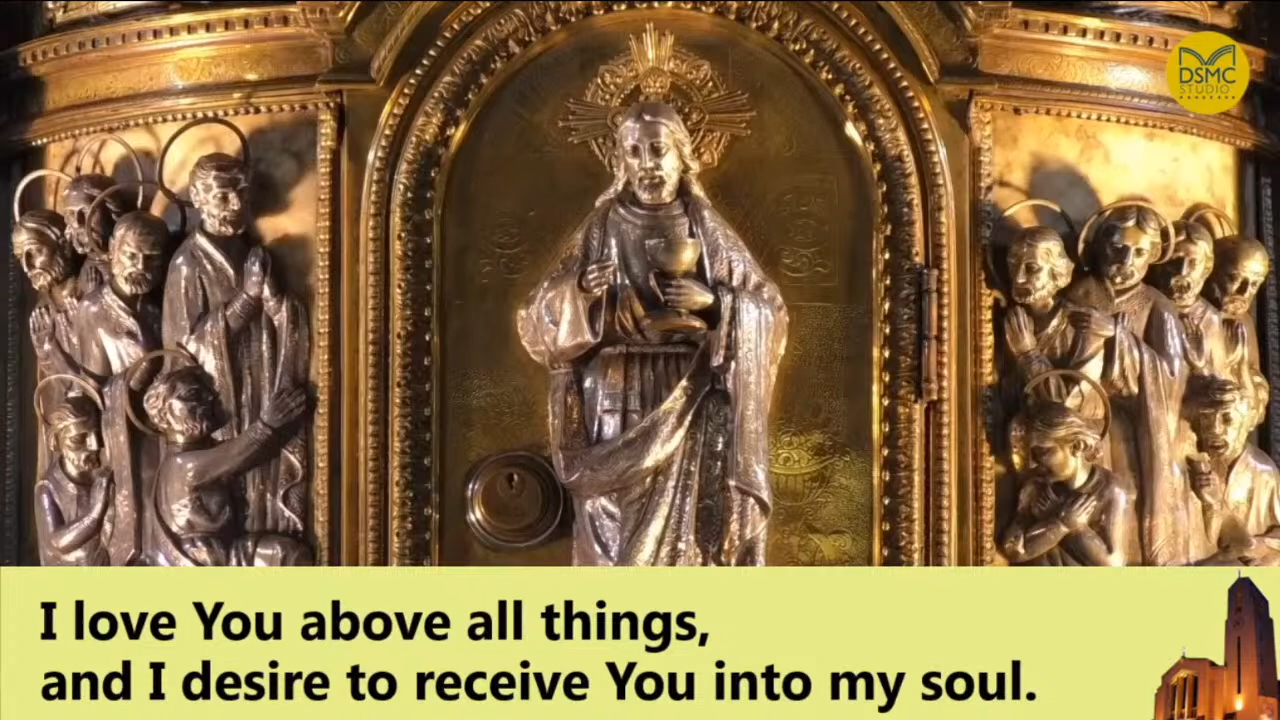 DSMC
STUDIO
I love You above all things,
and I desire to receive You into my soul.